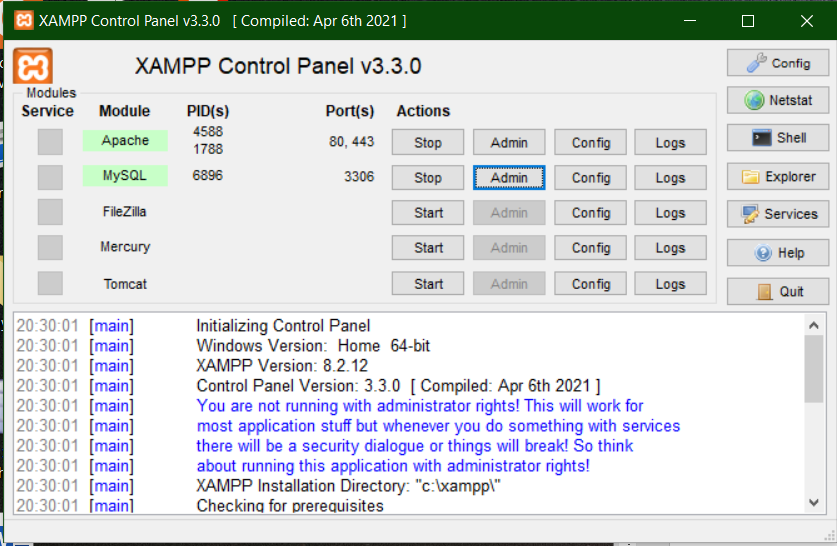 XAMPP Control Panel v3.3.0 [ Compiled: Apr 6th 2021 ]
XAMPP Control Panel v3.3.0
Config
Modules
Service Module PID(s) Port(s) Actions
Netstat
Apache 4588 1788 80, 443 Stop Admin Config Logs
Shell
MySQL 6896 3306 Stop Admin Config Logs
Explorer
FileZilla Start Admin Config Logs
Services
Mercury Start Admin Config Logs
Help
Tomcat Start Admin Config Logs
Quit
20:30:01 [main] Initializing Control Panel
20:30:01 [main] Windows Version: Home 64-bit
20:30:01 [main] XAMPP Version: 8.2.12
20:30:01 [main] Control Panel Version: 3.3.0 [ Compiled: Apr 6th 2021 ]
20:30:01 [main] You are not running with administrator rights! This will work for
20:30:01 [main] most application stuff but whenever you do something with services
20:30:01 [main] there will be a security dialogue or things will break! So think
20:30:01 [main] about running this application with administrator rights!
20:30:01 [main] XAMPP Installation Directory: "c:\xampp\"
20:30:01 [main] Checking for prerequisites